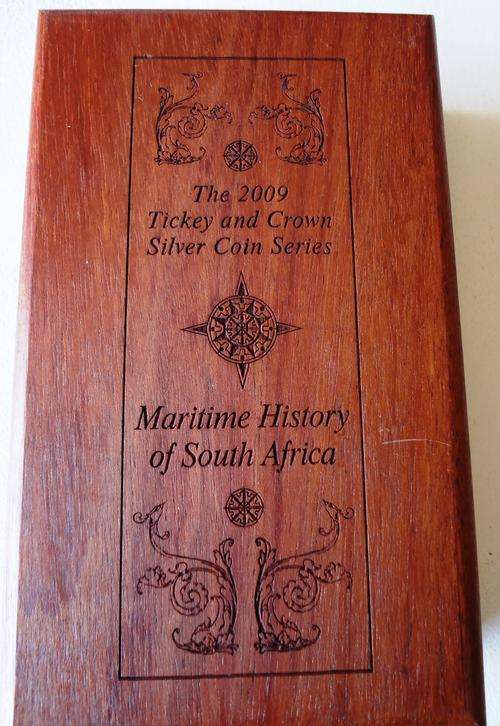 The 2009
Tickey and Crown
Silver Coin Series
Maritime History
of South Africa